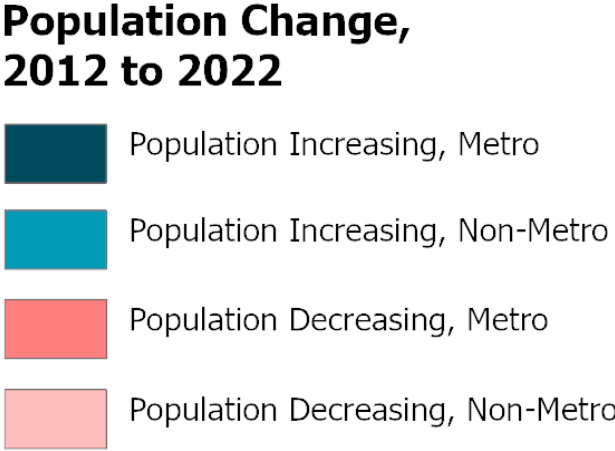 Population Change,
2012 to 2022
Population Increasing, Metro
Population Increasing, Non-Metro
Population Decreasing, Metro
Population Decreasing, Non-Metro